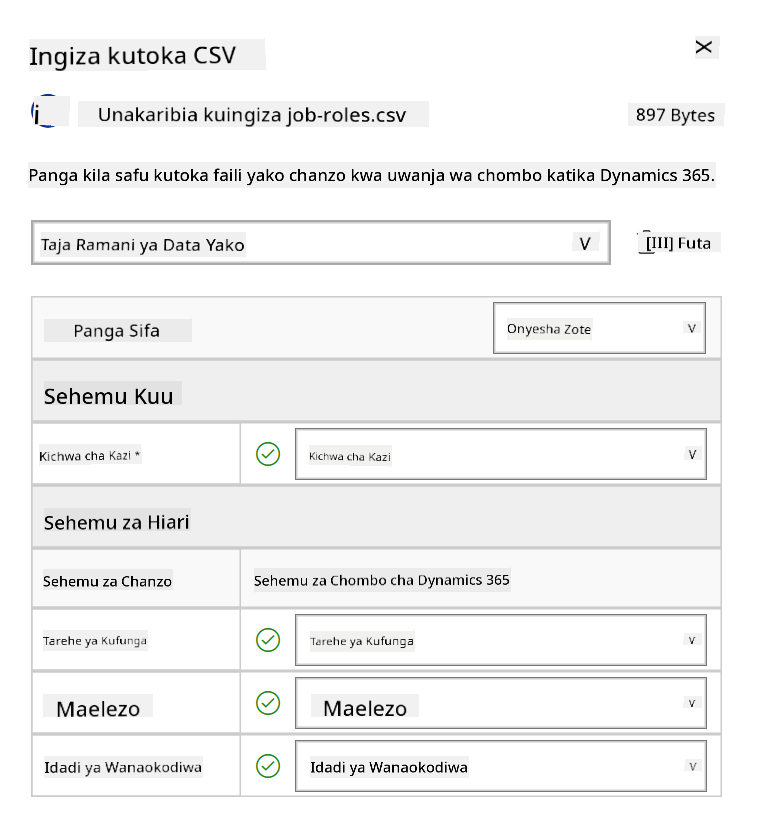 Ingiza kutoka CSV
i Unakaribia kuingiza job-roles.csv 897 Bytes
Panga kila safu kutoka faili yako chanzo kwa uwanja wa chombo katika Dynamics 365.
Taja Ramani ya Data Yako V [III] Futa
Panga Sifa Onyesha Zote V
Sehemu Kuu
Kichwa cha Kazi * Kichwa cha Kazi V
Sehemu za Hiari
Sehemu za Chanzo Sehemu za Chombo cha Dynamics 365
Tarehe ya Kufunga Tarehe ya Kufunga V
Maelezo Maelezo V
Idadi ya Wanaokodiwa Idadi ya Wanaokodiwa V